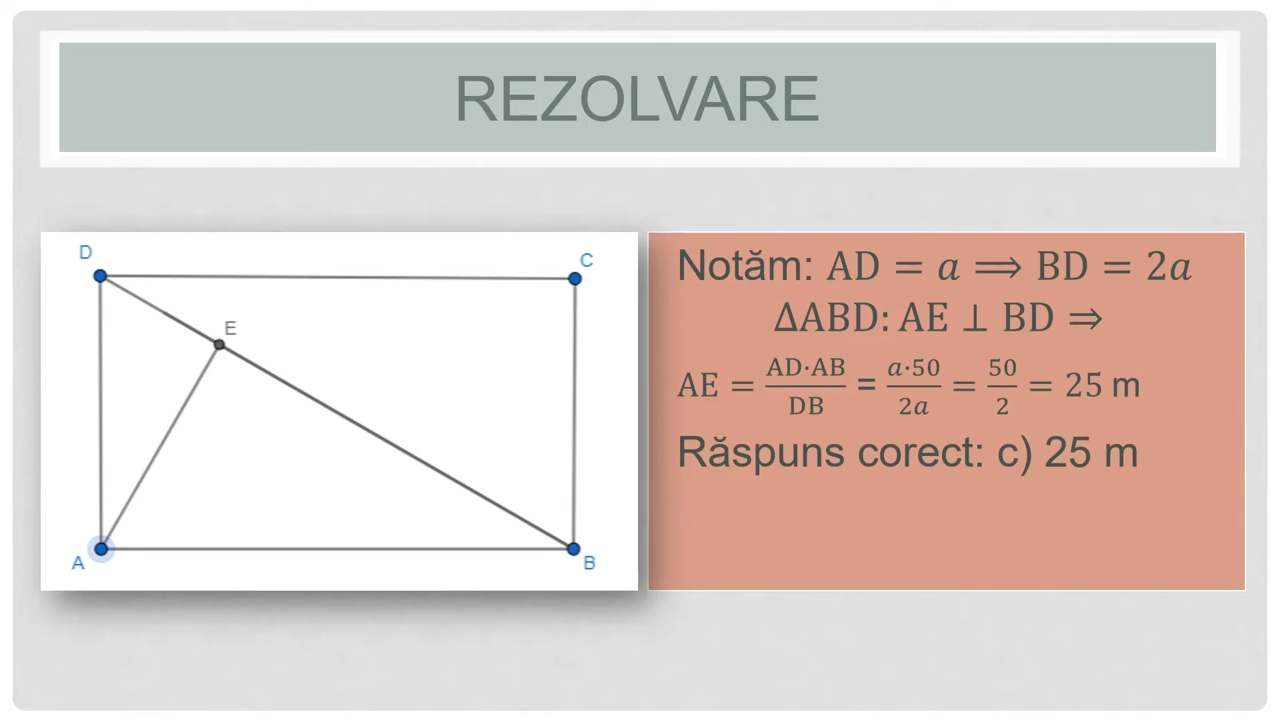 REZOLVARE
D
C
E
A
B
Notăm: AD = a ⟹ BD = 2a
ΔABD: AE ⊥ BD ⇒
AE = AD·AB/DB = a·50/2a = 50/2 = 25 m
Răspuns corect: c) 25 m